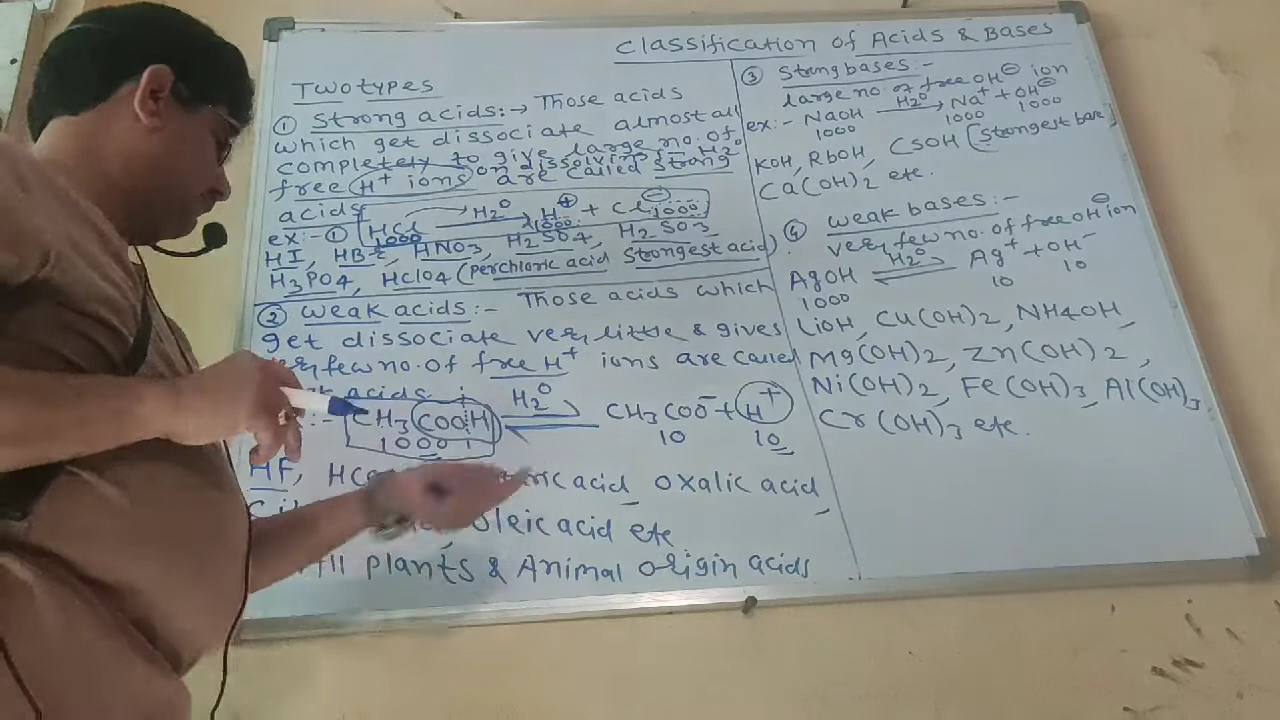 Classification of Acids & Bases
Two types
① Strong acids:→ Those acids
which get dissociate almost all
completely to give large no. of
free H⁺ ions on dissolving H₂O
are called strong
acids
ex:- ① HCl →H₂O H⁺ + Cl⊖
1000 1000 1000
HI, HBr, HNO₃, H₂SO₄, H₂SO₃
H₃PO₄, HClO₄ (Perchloric acid Strongest acid).
② weak acids:- Those acids which
get dissociate very little & gives
very few no. of free H⁺ ions are called
acids
:- CH₃COOH H₂O ⇌ CH₃COO⁻ + H⁺
1000 10 10
HF, ric acid, oxalic acid,
oleic acid etc
All plants & Animal origin acids
③ Strong bases:-
large no of free OH⊖ ion
ex:- NaOH H₂O → Na⁺ + OH⊖
1000 1000 1000
KOH, RbOH, CsOH (strongest base)
Ca(OH)₂ etc.
④ weak bases:-
very few no. of free OH⊖ ion
AgOH H₂O ⇌ Ag⁺ + OH⁻
1000 10 10
LiOH, Cu(OH)₂, NH₄OH
Mg(OH)₂, Zn(OH)₂,
Ni(OH)₂, Fe(OH)₃, Al(OH)₃,
Cr(OH)₃ etc.